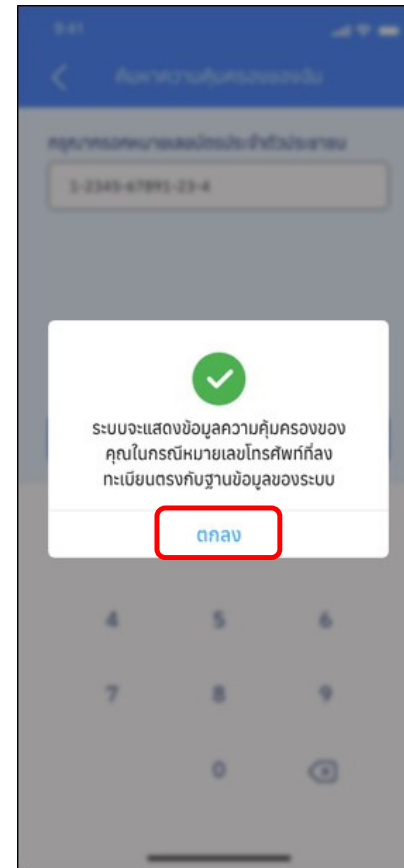 9:41
ค้นหาความคุ้มครองของฉัน
กรุณากรอกหมายเลขบัตรประจำตัวประชาชน
1-2345-67891-23-4
ระบบจะแสดงข้อมูลความคุ้มครองของ
คุณในกรณีหมายเลขโทรศัพท์ที่ลง
ทะเบียนตรงกับฐานข้อมูลของระบบ
ตกลง
4 5 6
7 8 9
0